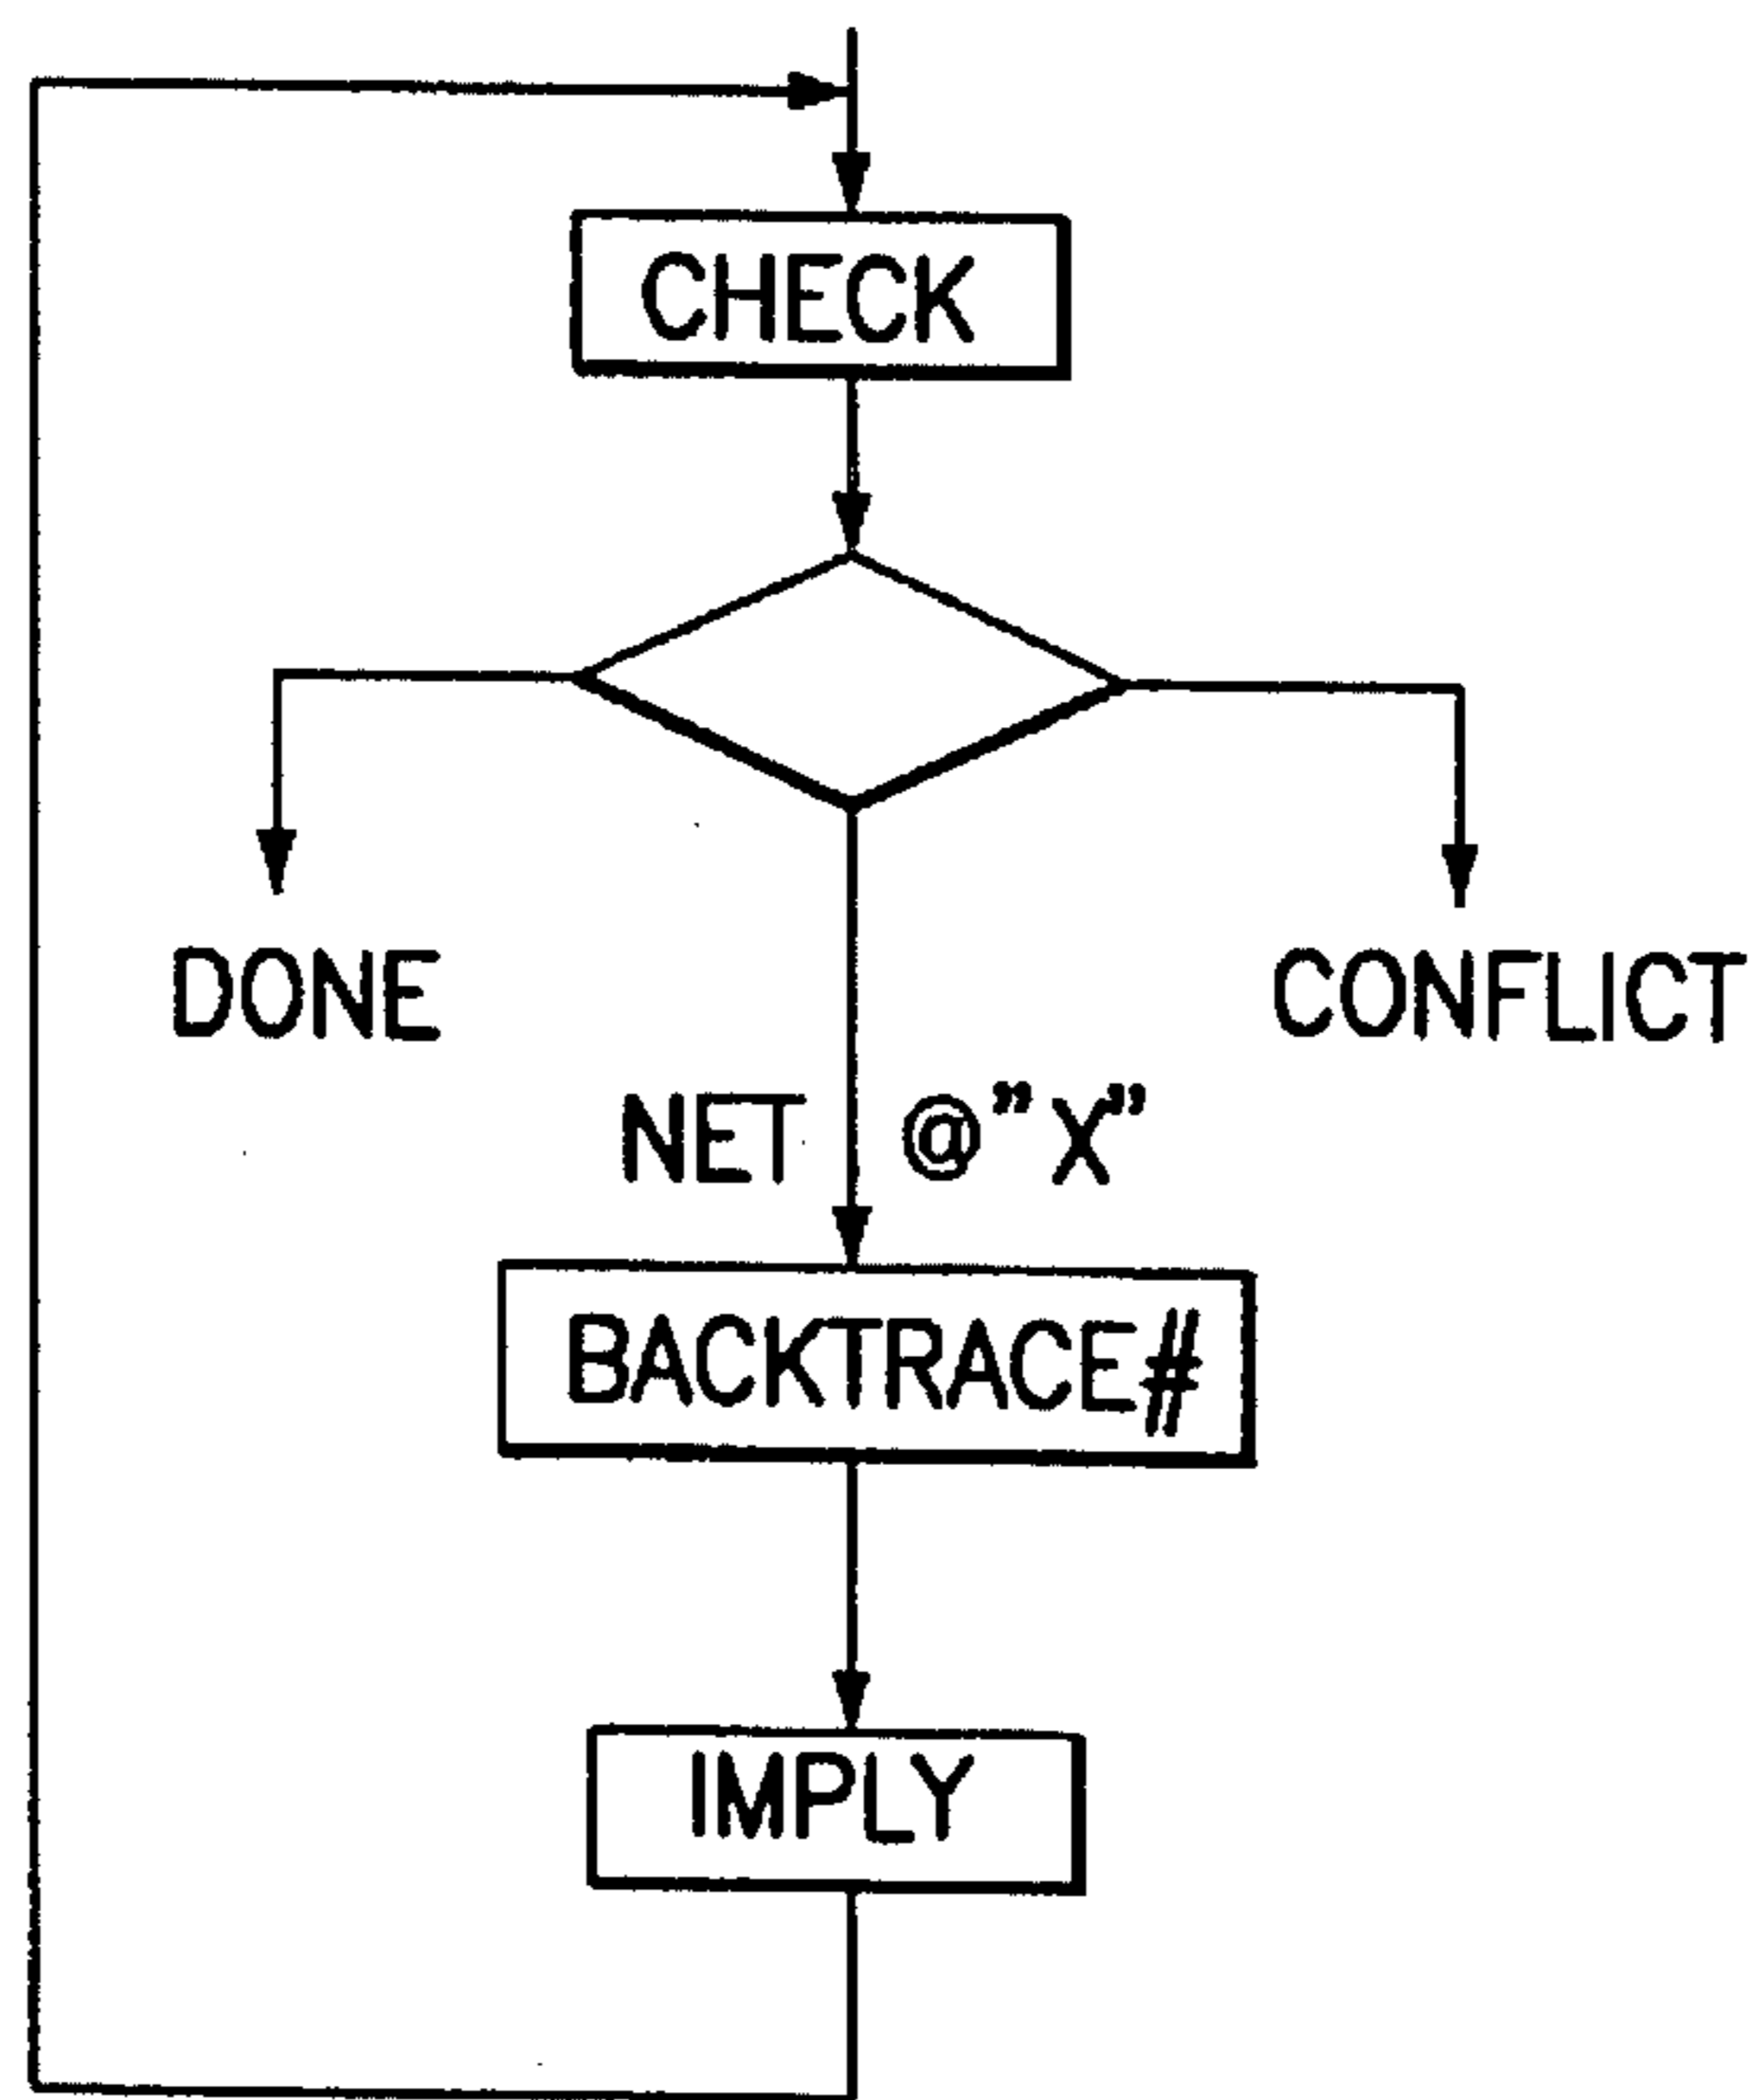 CHECK
DONE
CONFLICT
NET @”X”
BACKTRACE#
IMPLY